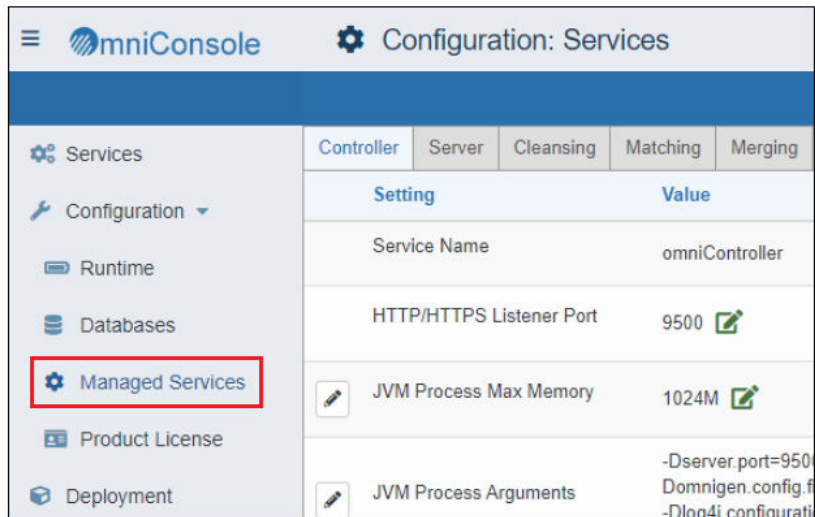 OmniConsole
Configuration: Services
Services
Configuration
Runtime
Databases
Managed Services
Product License
Deployment
Controller Server Cleansing Matching Merging
Setting Value
Service Name omniController
HTTP/HTTPS Listener Port 9500
JVM Process Max Memory 1024M
JVM Process Arguments
-Dserver.port=950
Domnigen.config.fi
-Dlog4j.configurati